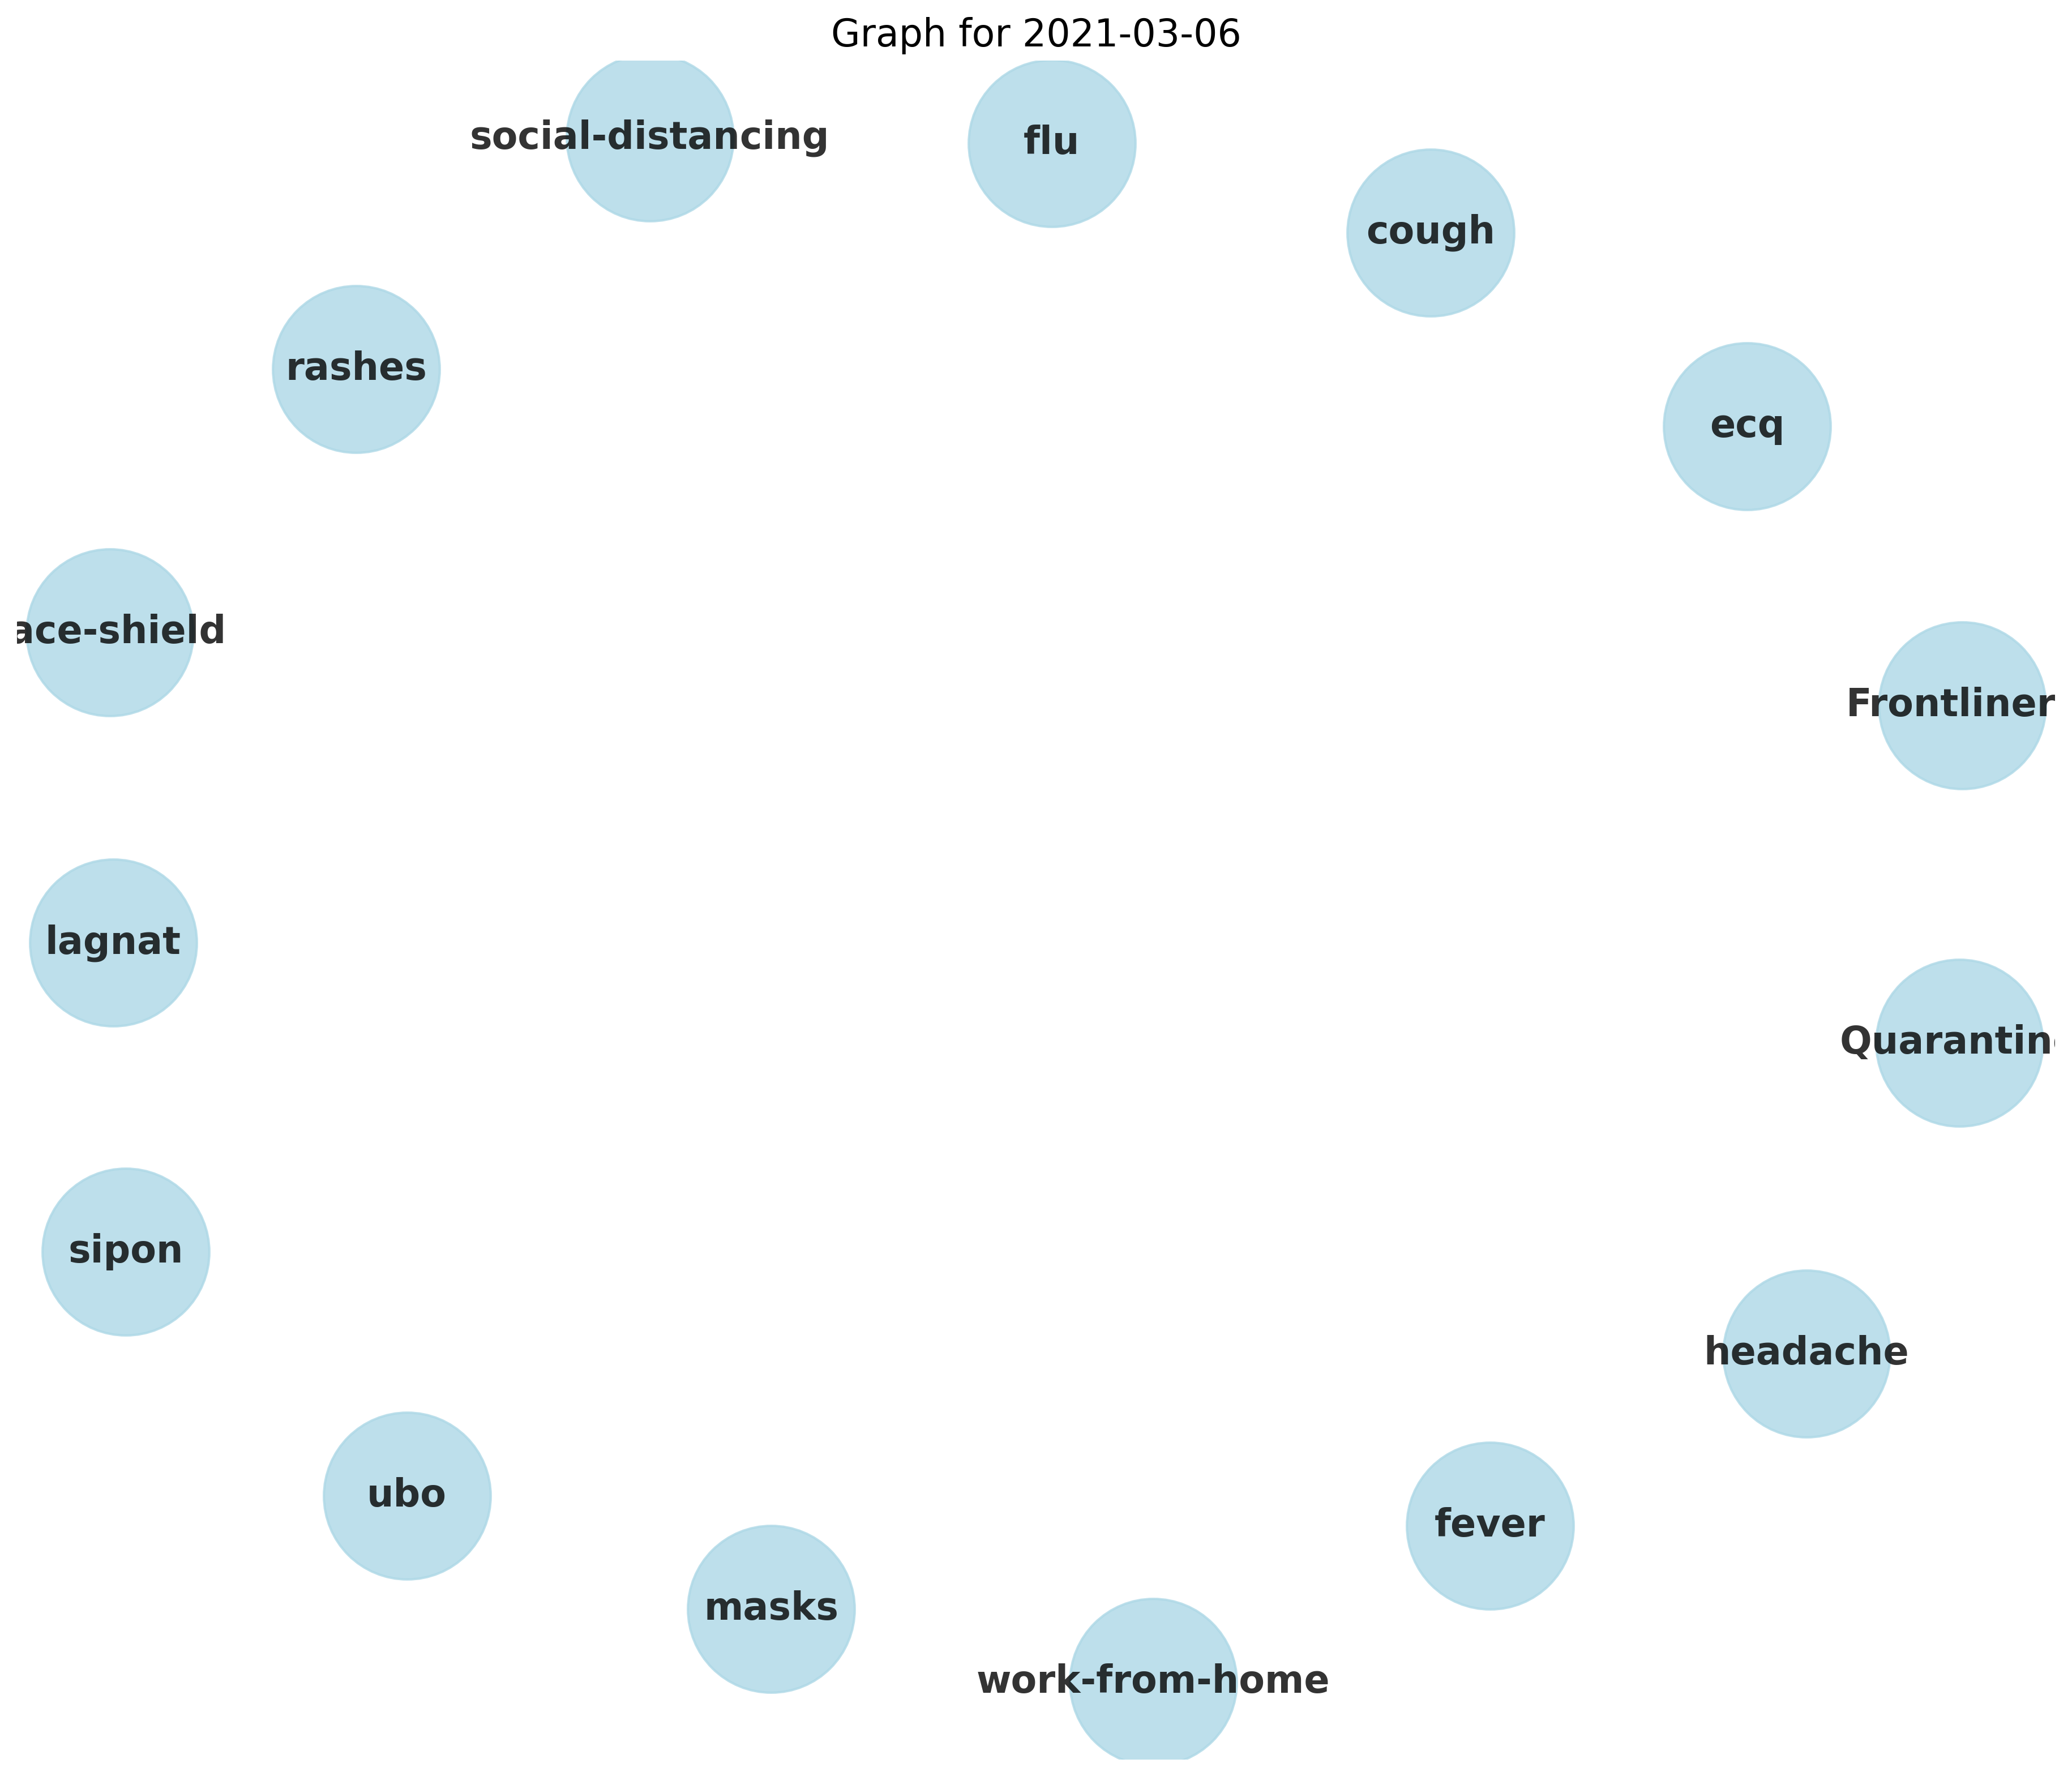 Graph for 2021-03-06
social-distancing
flu
cough
rashes
ecq
ace-shield
Frontliner
lagnat
Quarantin
sipon
headache
ubo
fever
masks
work-from-home